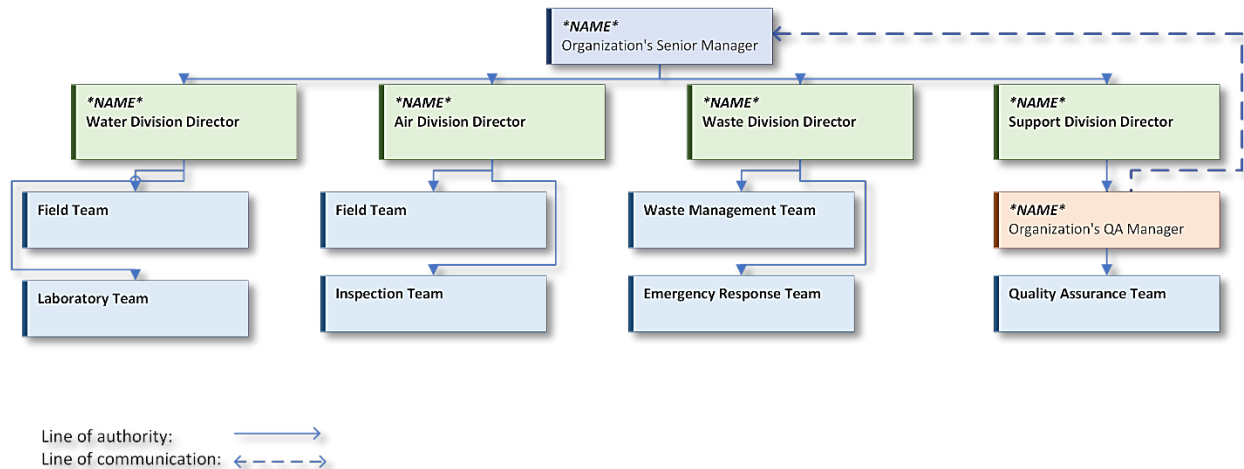 *NAME*
Organization's Senior Manager
*NAME*
Water Division Director
*NAME*
Air Division Director
*NAME*
Waste Division Director
*NAME*
Support Division Director
Field Team
Field Team
Waste Management Team
*NAME*
Organization's QA Manager
Laboratory Team
Inspection Team
Emergency Response Team
Quality Assurance Team
Line of authority:
Line of communication: